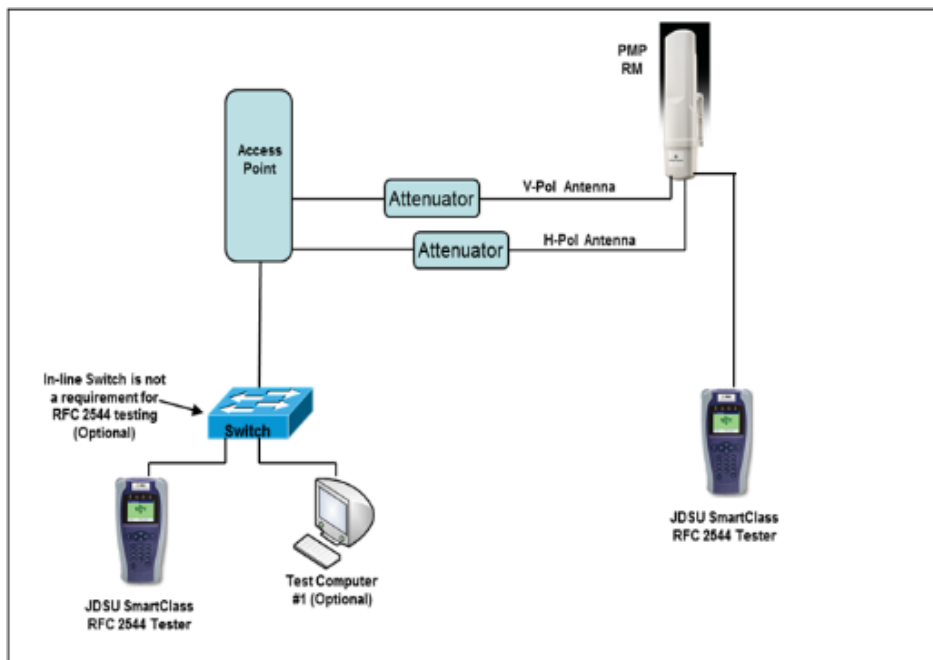 PMP
RM
Access
Point
Attenuator
V-Pol Antenna
Attenuator
H-Pol Antenna
In-line Switch is not
a requirement for
RFC 2544 testing
(Optional)
Switch
JDSU SmartClass
RFC 2544 Tester
Test Computer
#1 (Optional)
JDSU SmartClass
RFC 2544 Tester